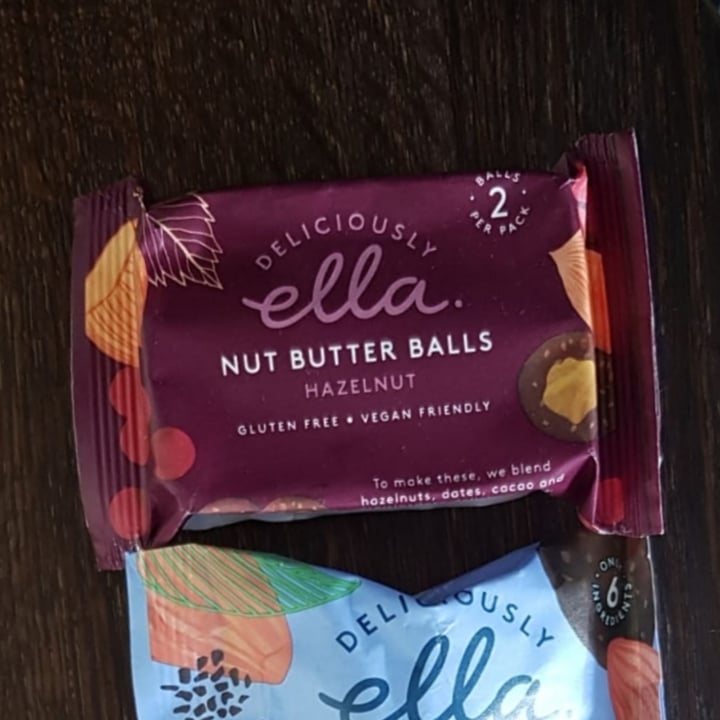 BALLS
2
PER PACK
DELICIOUSLY
ella.
NUT BUTTER BALLS
HAZELNUT
GLUTEN FREE • VEGAN FRIENDLY
To make these, we blend
hazelnuts, dates, cacao and
DELICIOUSLY
ella
ONLY
6
INGREDIENTS